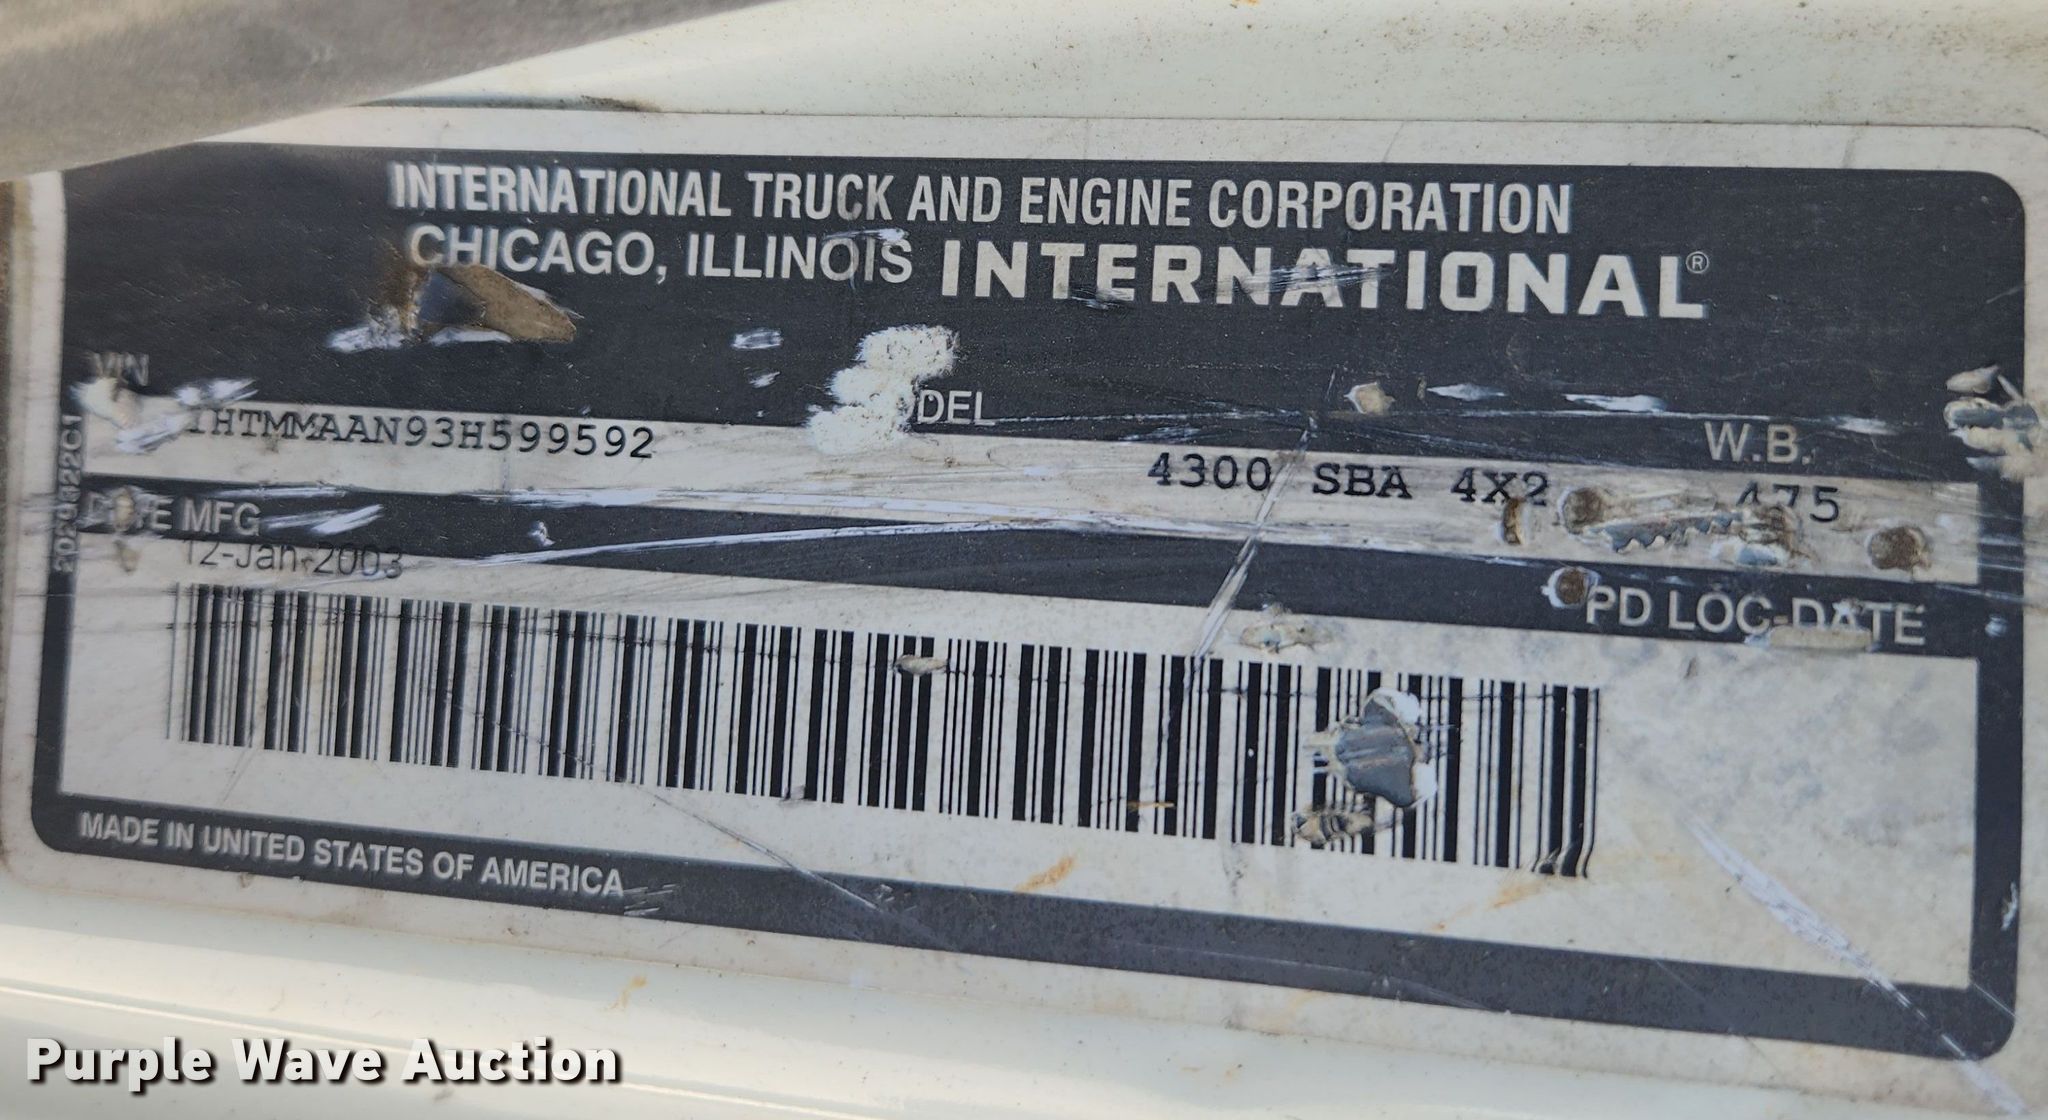 INTERNATIONAL TRUCK AND ENGINE CORPORATION
CHICAGO, ILLINOIS INTERNATIONAL®
VIN
DEL
W.B.
1HTMMAAN93H599592
4300 SBA 4X2
475
DATE MFG
12-Jan-2003
PD LOC-DATE
MADE IN UNITED STATES OF AMERICA
Purple Wave Auction